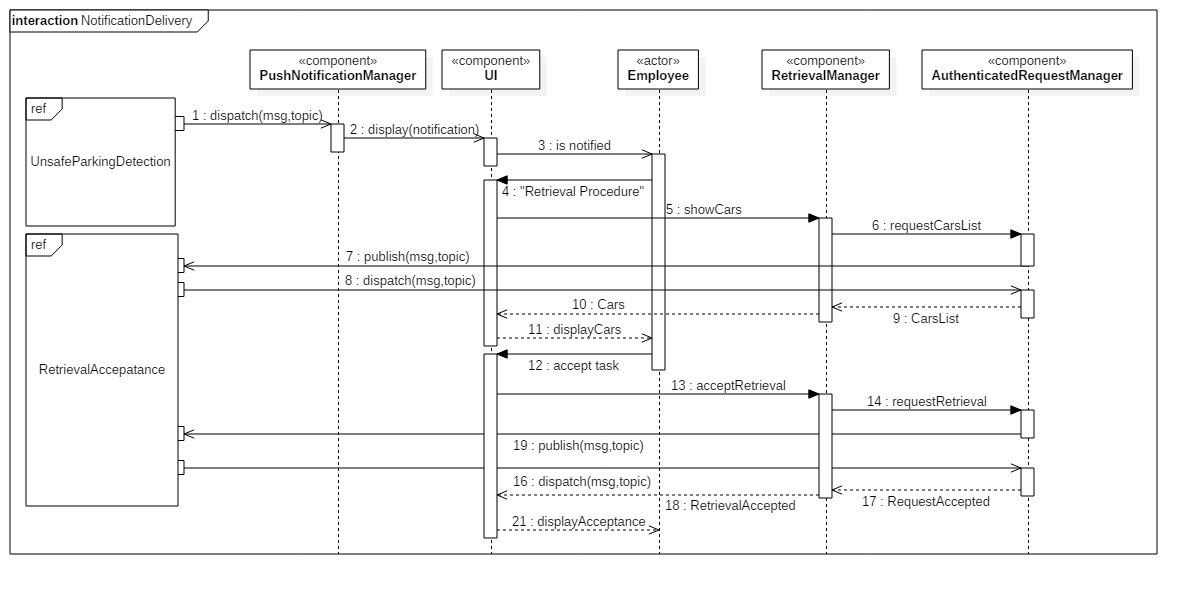 interaction NotificationDelivery
«component»
PushNotificationManager
«component»
UI
«actor»
Employee
«component»
RetrievalManager
«component»
AuthenticatedRequestManager
ref
UnsafeParkingDetection
1 : dispatch(msg,topic)
2 : display(notification)
3 : is notified
4 : "Retrieval Procedure"
5 : showCars
6 : requestCarsList
ref
RetrievalAccepatance
7 : publish(msg,topic)
8 : dispatch(msg,topic)
10 : Cars
9 : CarsList
11 : displayCars
12 : accept task
13 : acceptRetrieval
14 : requestRetrieval
19 : publish(msg,topic)
16 : dispatch(msg,topic)
17 : RequestAccepted
18 : RetrievalAccepted
21 : displayAcceptance